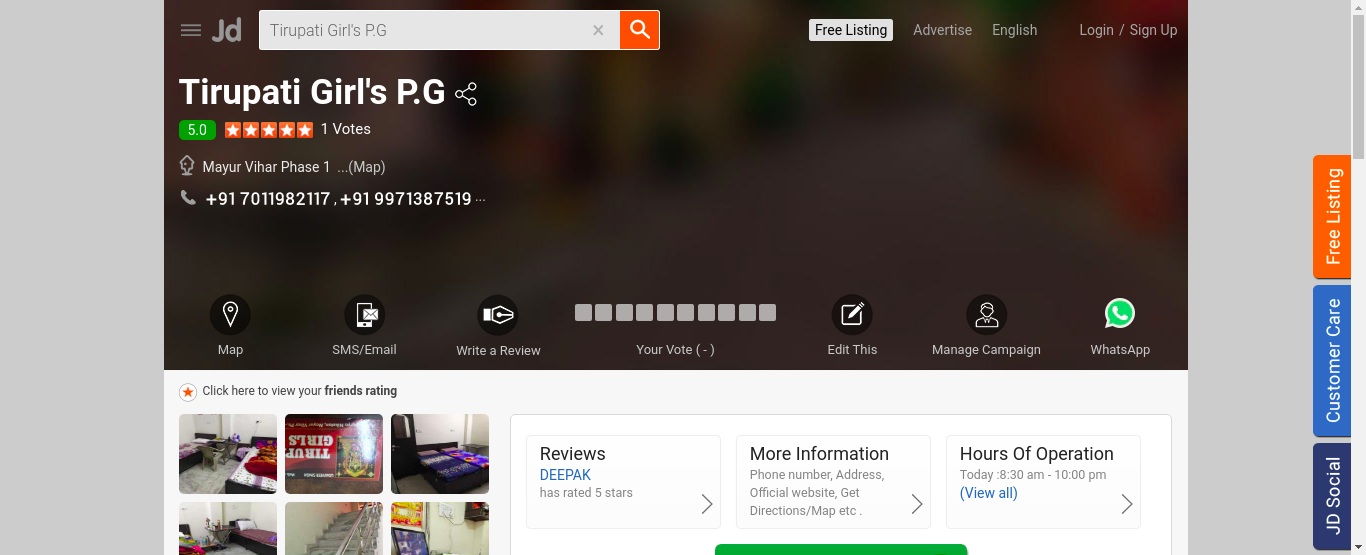 Jd
Tirupati Girl's P.G
Free Listing
Advertise
English
Login / Sign Up
Tirupati Girl's P.G
5.0
1 Votes
Mayur Vihar Phase 1 ...(Map)
+91 7011982117 , +91 9971387519 ...
Map
SMS/Email
Write a Review
Your Vote ( - )
Edit This
Manage Campaign
WhatsApp
Click here to view your friends rating
GIRLS
TIRUP
Reviews
DEEPAK
has rated 5 stars
More Information
Phone number, Address,
Official website, Get
Directions/Map etc .
Hours Of Operation
Today :8:30 am - 10:00 pm
(View all)
Free Listing
Customer Care
JD Social